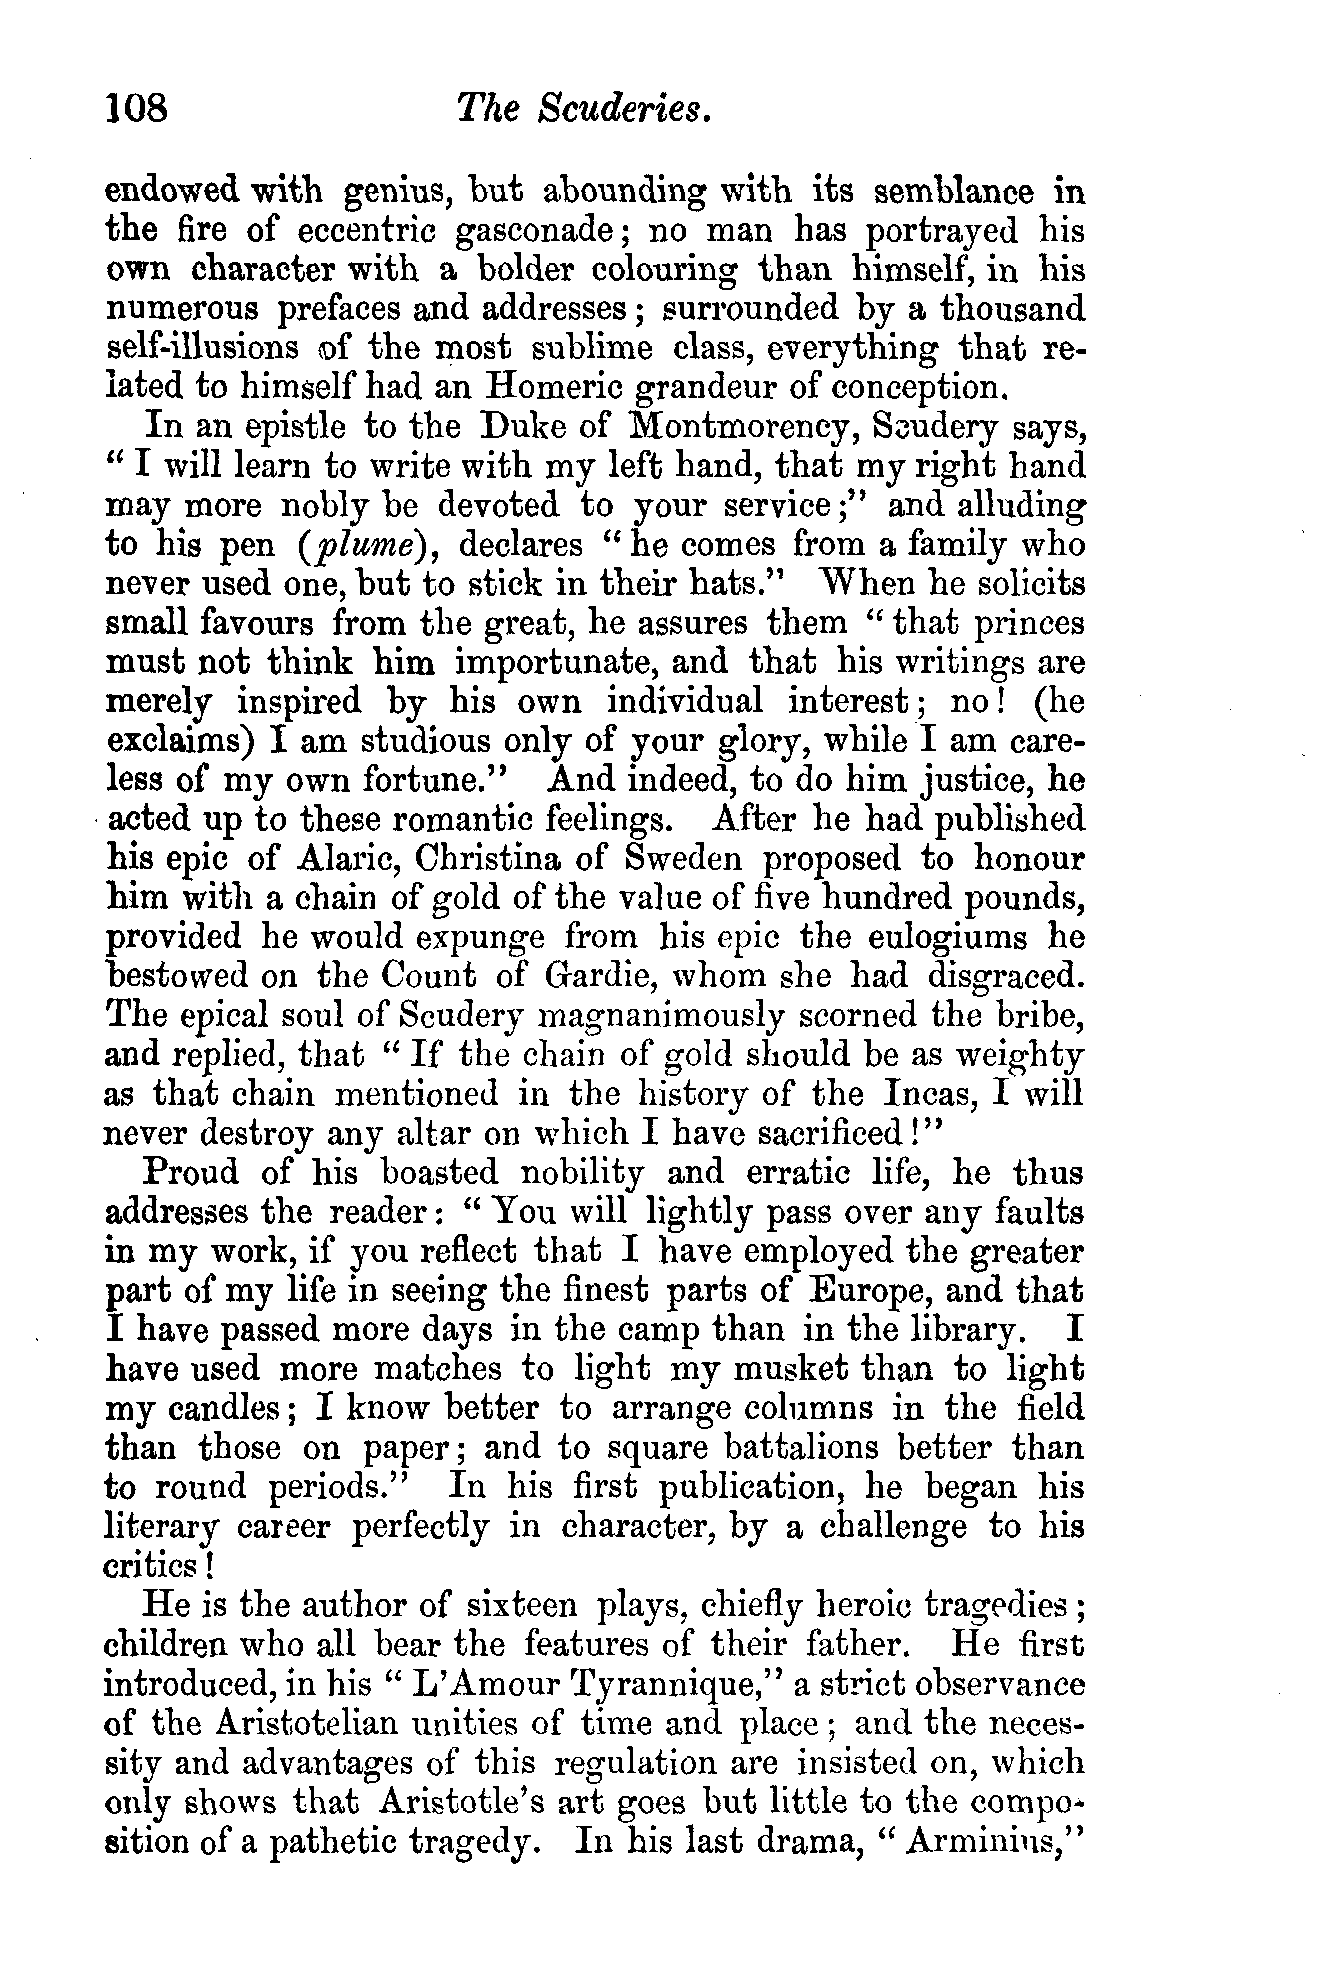 108 The Scuderies.
endowed with genius, but abounding with its semblance in
the fire of eccentric gasconade; no man has portrayed his
own character with a bolder colouring than himself, in his
numerous prefaces and addresses; surrounded by a thousand
self-illusions of the most sublime class, everything that re-
lated to himself had an Homeric grandeur of conception.
In an epistle to the Duke of Montmorency, Scudery says,
“I will learn to write with my left hand, that my right hand
may more nobly be devoted to your service;” and alluding
to his pen (plume), declares “he comes from a family who
never used one, but to stick in their hats.” When he solicits
small favours from the great, he assures them “that princes
must not think him importunate, and that his writings are
merely inspired by his own individual interest; no! (he
exclaims) I am studious only of your glory, while I am care-
less of my own fortune.” And indeed, to do him justice, he
acted up to these romantic feelings. After he had published
his epic of Alaric, Christina of Sweden proposed to honour
him with a chain of gold of the value of five hundred pounds,
provided he would expunge from his epic the eulogiums he
bestowed on the Count of Gardie, whom she had disgraced.
The epical soul of Scudery magnanimously scorned the bribe,
and replied, that “If the chain of gold should be as weighty
as that chain mentioned in the history of the Incas, I will
never destroy any altar on which I have sacrificed!”
Proud of his boasted nobility and erratic life, he thus
addresses the reader: “You will lightly pass over any faults
in my work, if you reflect that I have employed the greater
part of my life in seeing the finest parts of Europe, and that
I have passed more days in the camp than in the library. I
have used more matches to light my musket than to light
my candles; I know better to arrange columns in the field
than those on paper; and to square battalions better than
to round periods.” In his first publication, he began his
literary career perfectly in character, by a challenge to his
critics!
He is the author of sixteen plays, chiefly heroic tragedies;
children who all bear the features of their father. He first
introduced, in his “L’Amour Tyrannique,” a strict observance
of the Aristotelian unities of time and place; and the neces-
sity and advantages of this regulation are insisted on, which
only shows that Aristotle’s art goes but little to the compo-
sition of a pathetic tragedy. In his last drama, “Arminius,”